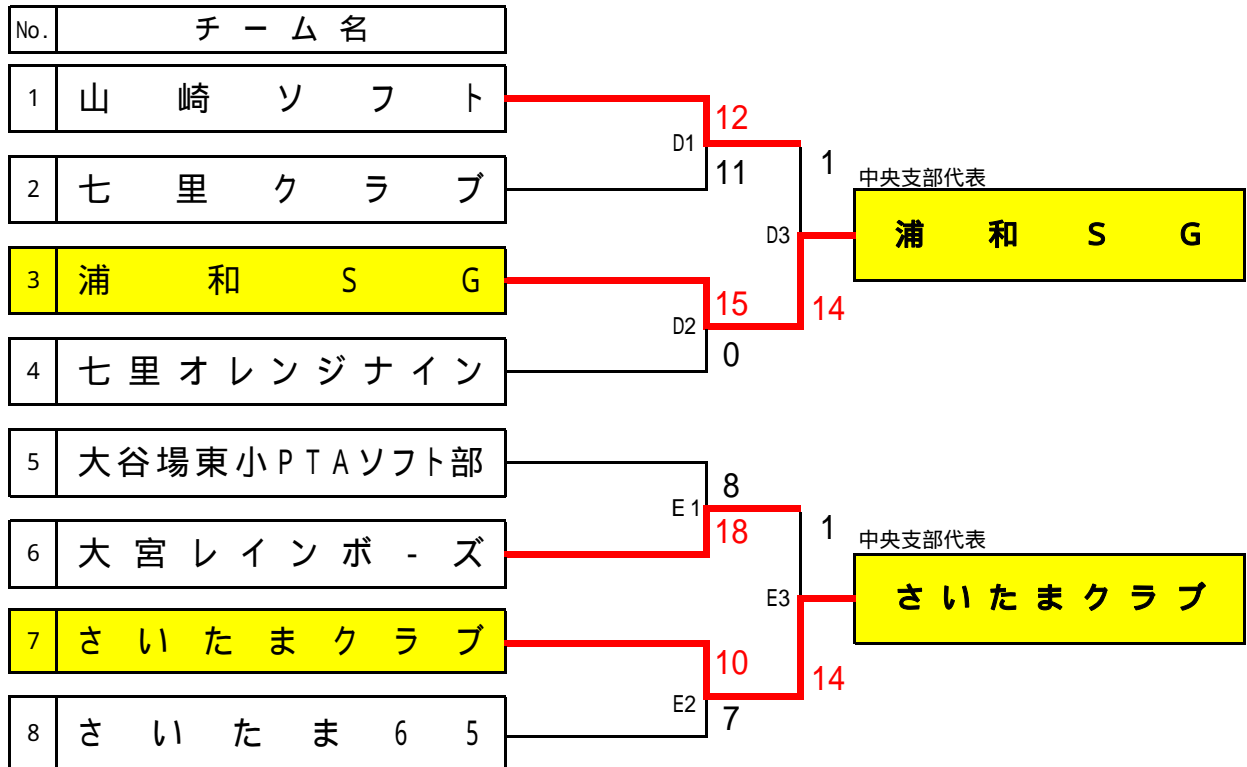 No. チーム名
1 山崎ソフト
12
D1
11
1
2 七里クラブ
中央支部代表
浦和SG
D3
3 浦和SG
15
14
D2
0
4 七里オレンジナイン
5 大谷場東小PTAソフト部
8
E1
18
1
6 大宮レインボ-ズ
中央支部代表
さいたまクラブ
E3
7 さいたまクラブ
10
14
E2
7
8 さいたま65